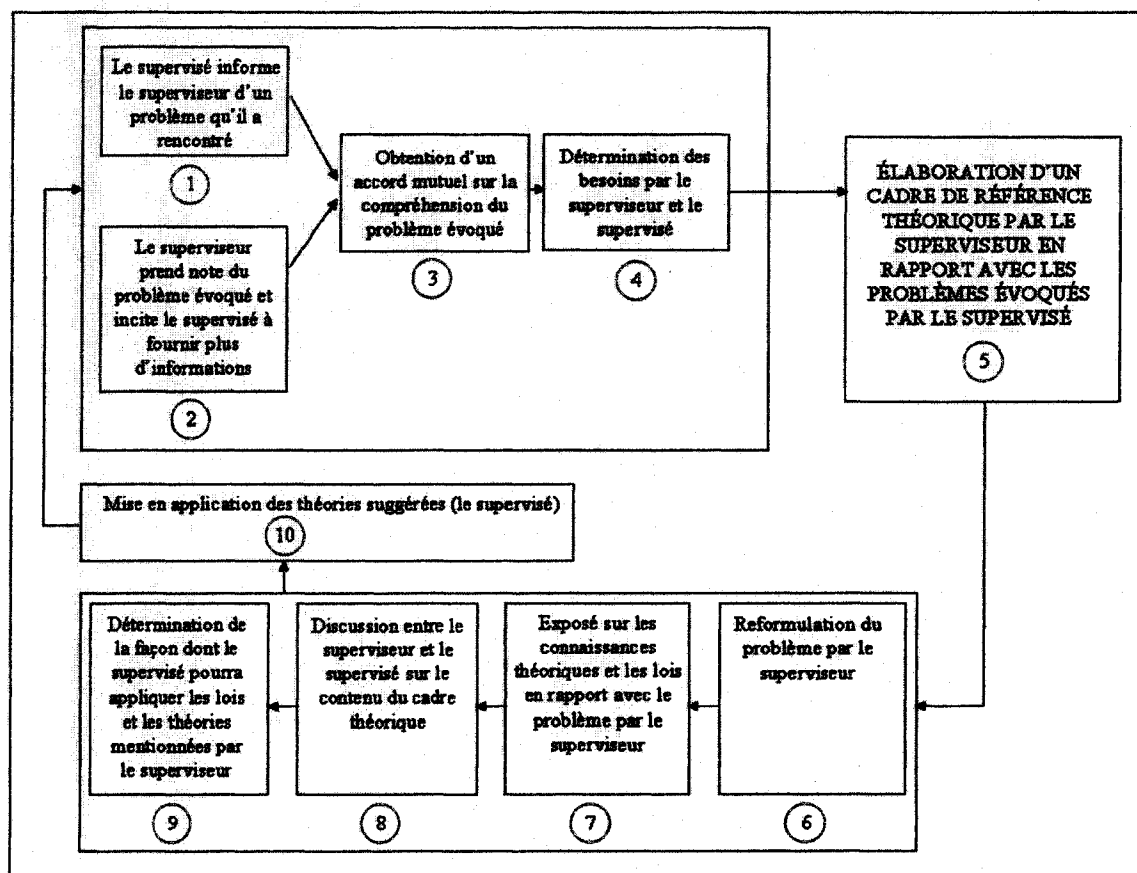 Le supervisé informe
le superviseur d'un
problème qu'il a
rencontré
1
Le superviseur
prend note du
problème évoqué et
incite le supervisé à
fournir plus
d'informations
2
Obtention d'un
accord mutuel sur la
compréhension du
problème évoqué
3
Détermination des
besoins par le
superviseur et le
supervisé
4
ÉLABORATION D'UN
CADRE DE RÉFÉRENCE
THÉORIQUE PAR LE
SUPERVISEUR EN
RAPPORT AVEC LES
PROBLÈMES ÉVOQUÉS
PAR LE SUPERVISÉ
5
Reformulation du
problème par le
superviseur
6
Exposé sur les
connaissances
théoriques et les lois
en rapport avec le
problème par le
superviseur
7
Discussion entre le
superviseur et le
supervisé sur le
contenu du cadre
théorique
8
Détermination de
la façon dont le
supervisé pourra
appliquer les lois
et les théories
mentionnées par
le superviseur
9
Mise en application des théories suggérées (le supervisé)
10